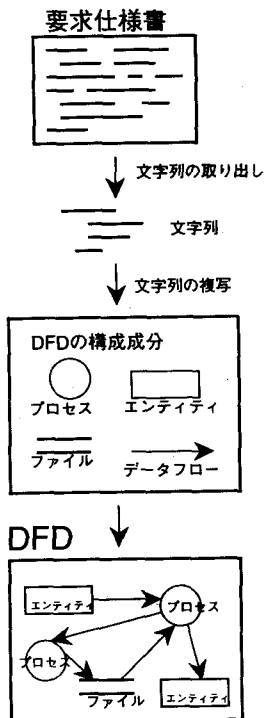 要求仕様書
文字列の取り出し
文字列
文字列の複写
DFDの構成成分
プロセス
エンティティ
ファイル
データフロー
DFD
エンティティ
プロセス
プロセス
ファイル
エンティティ